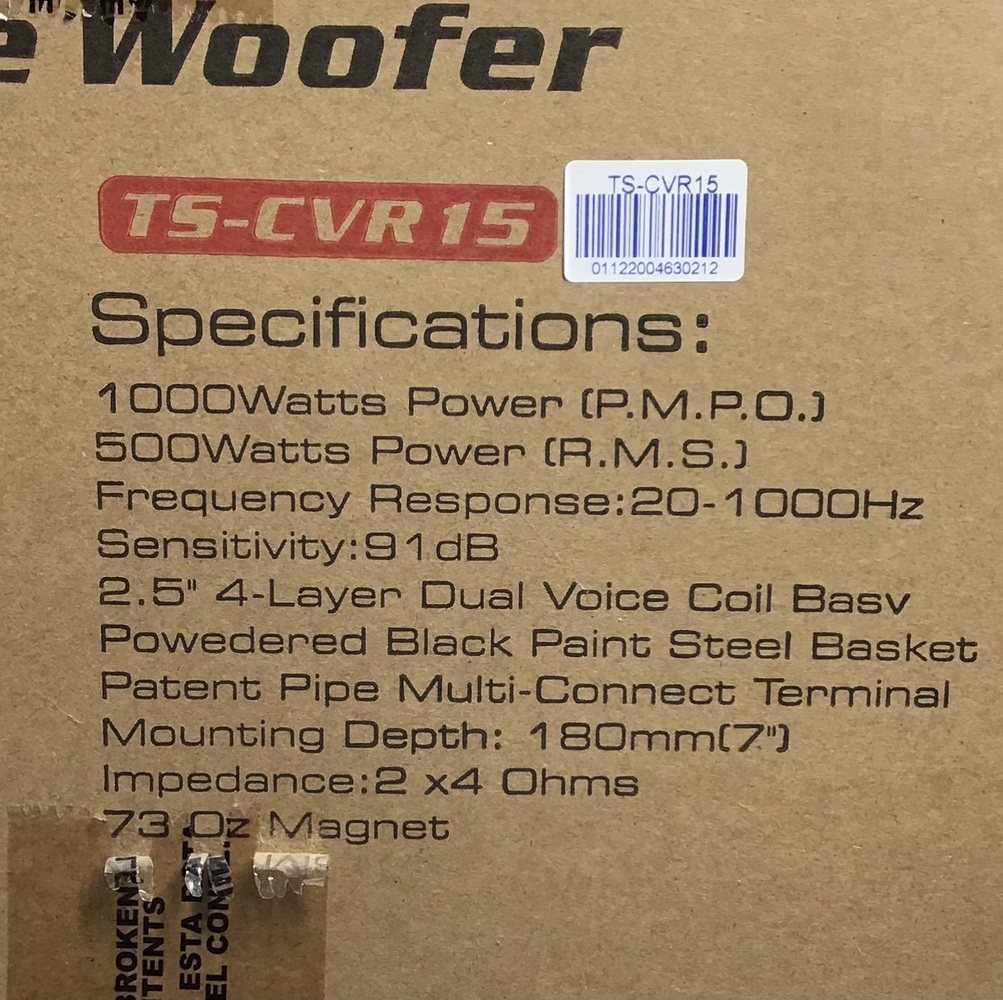 e Woofer
TS-CVR15
TS-CVR15
01122004630212
Specifications:
1000Watts Power (P.M.P.O.)
500Watts Power (R.M.S.)
Frequency Response:20-1000Hz
Sensitivity:91dB
2.5" 4-Layer Dual Voice Coil Basv
Powedered Black Paint Steel Basket
Patent Pipe Multi-Connect Terminal
Mounting Depth: 180mm(7")
Impedance:2 x4 Ohms
73 Oz Magnet
BROKEN
TENTS
ESTA
EL